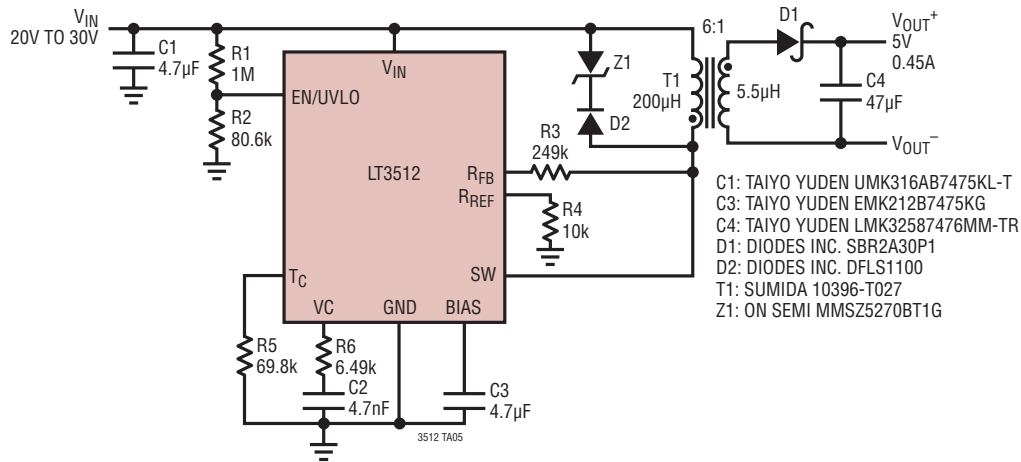 VIN
20V TO 30V
C1
4.7µF
R1
1M
R2
80.6k
VIN
EN/UVLO
LT3512
RFB
RREF
SW
TC
VC
GND
BIAS
Z1
D2
R3
249k
R4
10k
T1
200µH
6:1
5.5µH
D1
VOUT+
5V
0.45A
C4
47µF
VOUT–
R5
69.8k
R6
6.49k
C2
4.7nF
C3
4.7µF
3512 TA05
C1: TAIYO YUDEN UMK316AB7475KL-T
C3: TAIYO YUDEN EMK212B7475KG
C4: TAIYO YUDEN LMK32587476MM-TR
D1: DIODES INC. SBR2A30P1
D2: DIODES INC. DFLS1100
T1: SUMIDA 10396-T027
Z1: ON SEMI MMSZ5270BT1G